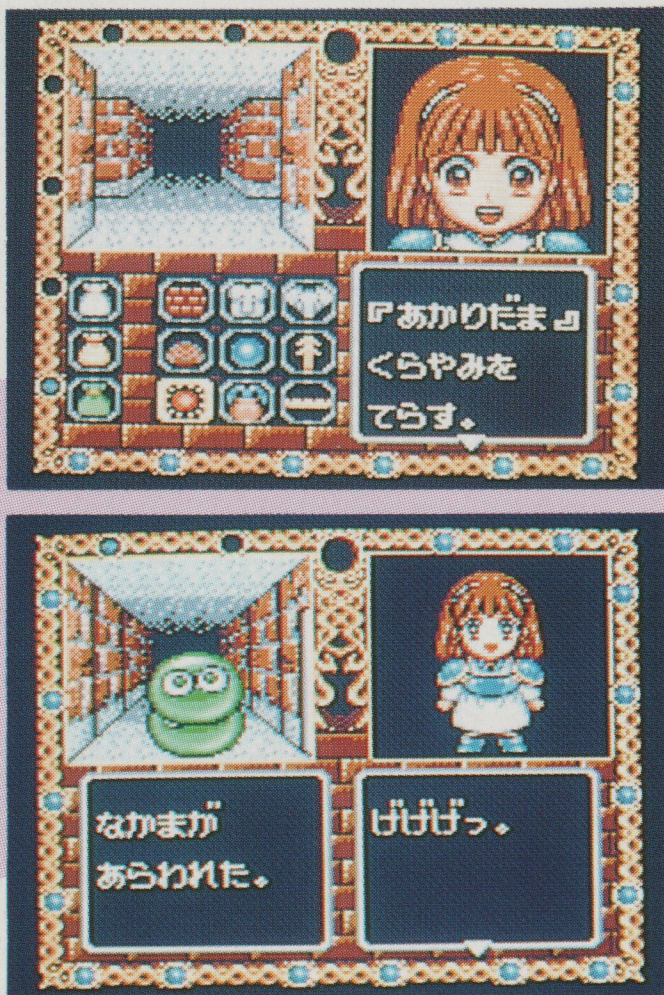 『あかりだま』
くらやみを
てらす。
なかまが
あらわれた。
げげげっ。